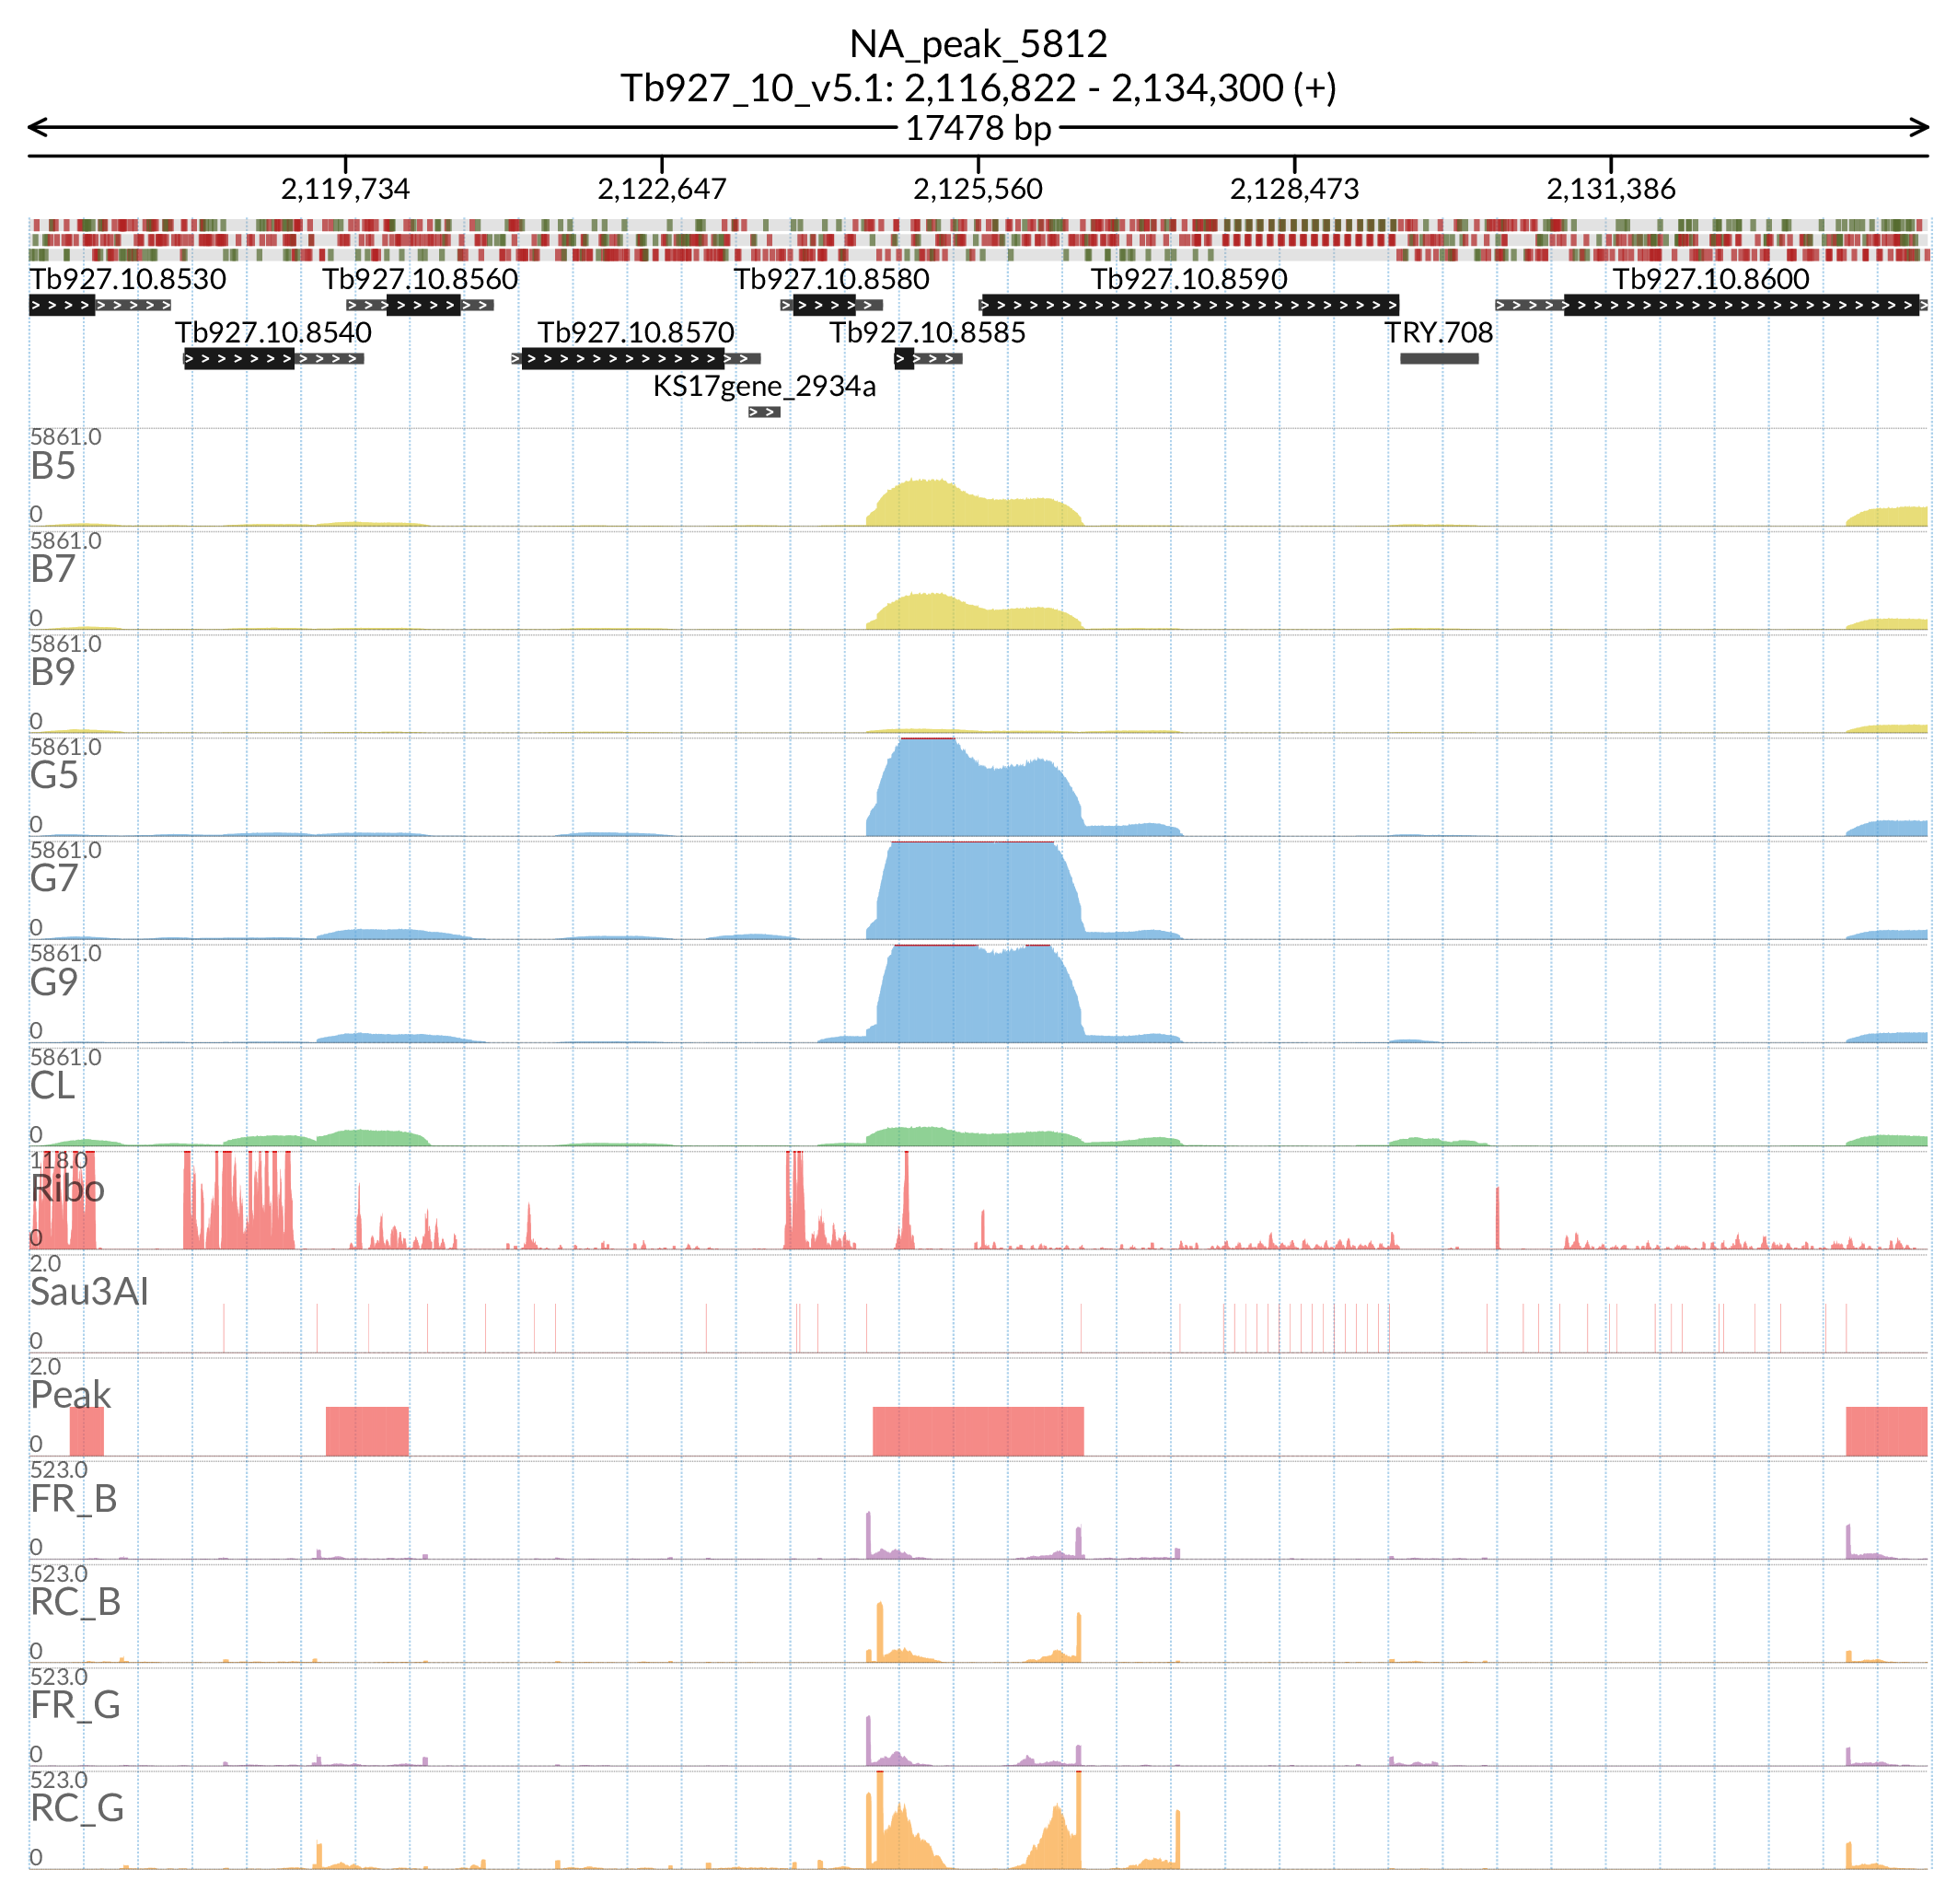 NA_peak_5812
Tb927_10_v5.1: 2,116,822 - 2,134,300 (+)
17478 bp
2,119,734 2,122,647 2,125,560 2,128,473 2,131,386
Tb927.10.8530 Tb927.10.8560 Tb927.10.8580 Tb927.10.8590 Tb927.10.8600
Tb927.10.8540 Tb927.10.8570 Tb927.10.8585 TRY.708
KS17gene_2934a
5861.0
B5
0
5861.0
B7
0
5861.0
B9
0
5861.0
G5
0
5861.0
G7
0
5861.0
G9
0
5861.0
CL
0
118.0
Ribo
0
2.0
Sau3AI
0
2.0
Peak
0
523.0
FR_B
0
523.0
RC_B
0
523.0
FR_G
0
523.0
RC_G
0